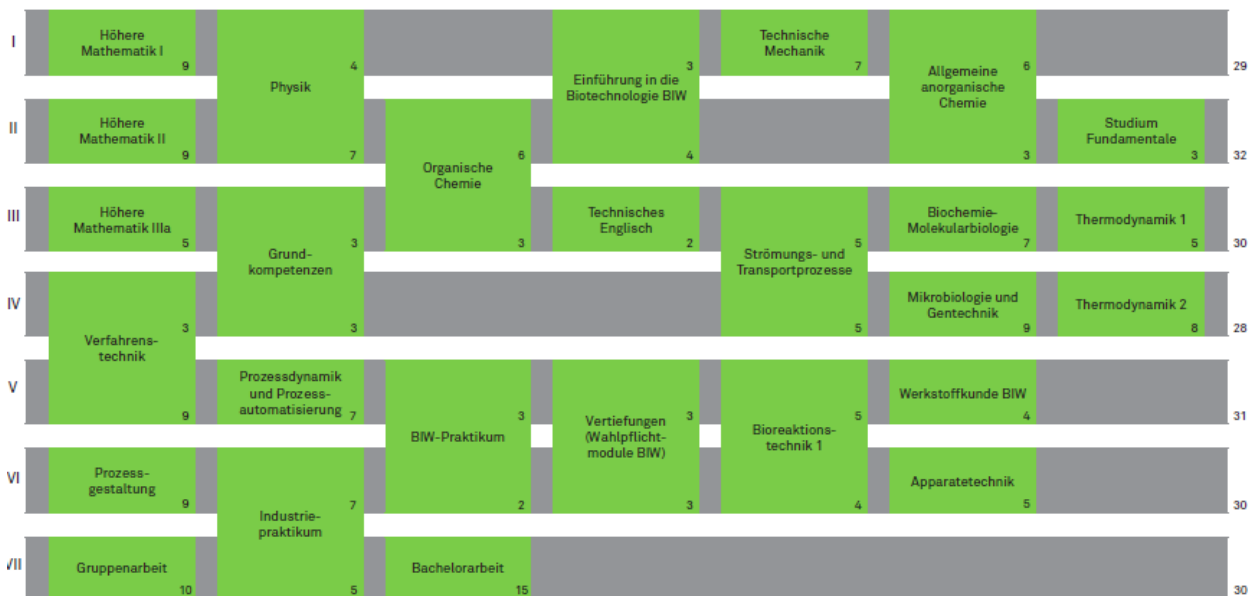 I
Höhere
Mathematik I
9
Physik
4
7
Einführung in die
Biotechnologie BIW
3
4
Technische
Mechanik
7
Allgemeine
anorganische
Chemie
6
3
29
II
Höhere
Mathematik II
9
Organische
Chemie
6
3
Studium
Fundamentale
3
32
III
Höhere
Mathematik IIIa
5
Grund-
kompetenzen
3
3
Technisches
Englisch
2
Strömungs- und
Transportprozesse
5
5
Biochemie-
Molekularbiologie
7
Thermodynamik 1
5
30
IV
Verfahrens-
technik
3
9
Mikrobiologie und
Gentechnik
9
Thermodynamik 2
8
28
V
Prozessdynamik
und Prozess-
automatisierung
7
BIW-Praktikum
3
2
Vertiefungen
(Wahlpflicht-
module BIW)
3
3
Bioreaktions-
technik 1
5
4
Werkstoffkunde BIW
4
31
VI
Prozess-
gestaltung
9
Industrie-
praktikum
7
5
Apparatetechnik
5
30
VII
Gruppenarbeit
10
Bachelorarbeit
15
30